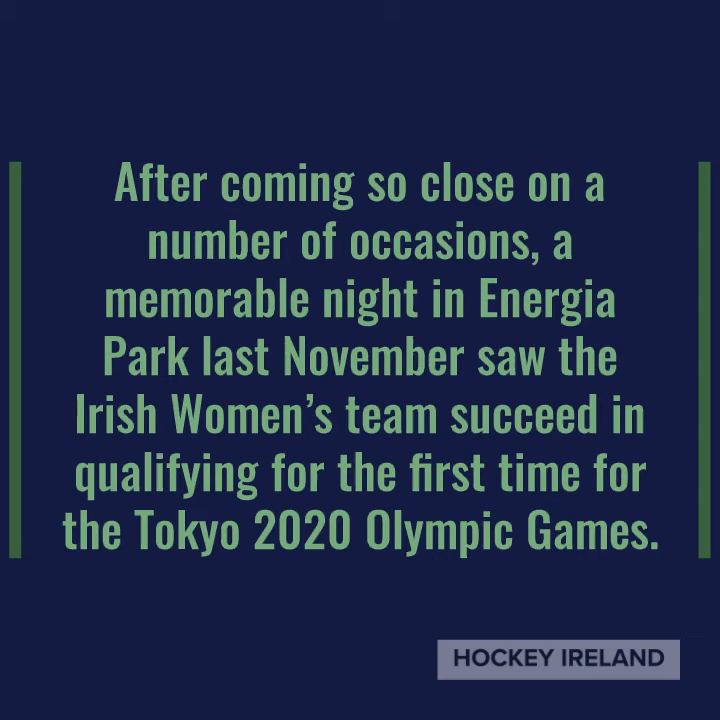 After coming so close on a
number of occasions, a
memorable night in Energia
Park last November saw the
Irish Women’s team succeed in
qualifying for the first time for
the Tokyo 2020 Olympic Games.
HOCKEY IRELAND